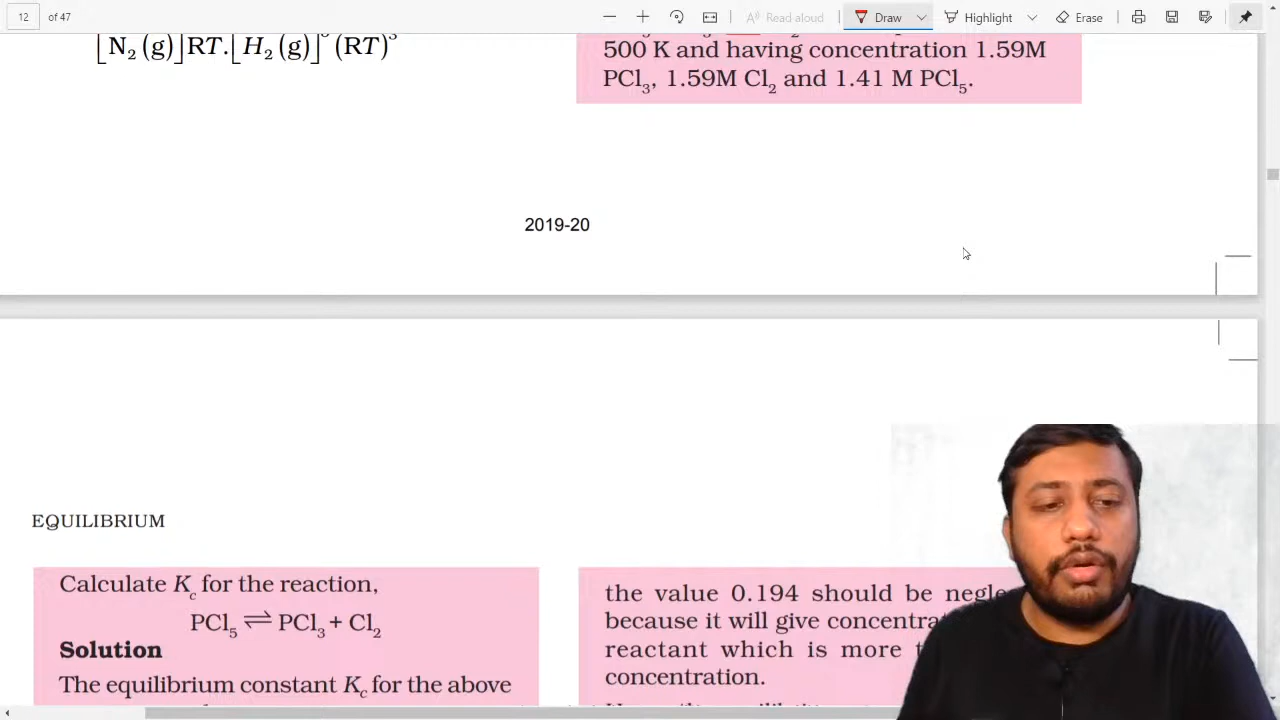 12 of 47
Read aloud
Draw
Highlight
Erase
[N₂(g)]RT.[H₂(g)]³(RT)³
500 K and having concentration 1.59M
PCl₃, 1.59M Cl₂ and 1.41 M PCl₅.
2019-20
EQUILIBRIUM
Calculate K꜀ for the reaction,
PCl₅ ⇌ PCl₃ + Cl₂
Solution
The equilibrium constant K꜀ for the above
the value 0.194 should be
because it will give
reactant which is more
concentration.